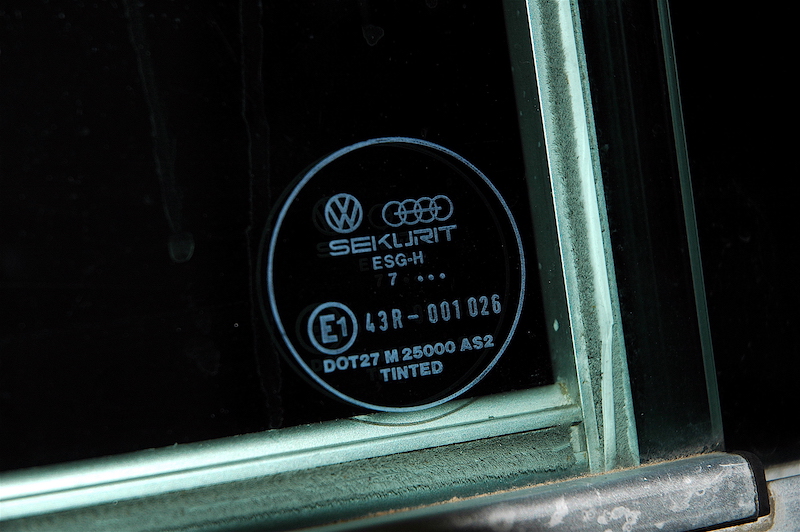 SEKURIT
ESG-H
7 •••
E1 43R-001026
DOT27 M 25000 AS2
TINTED